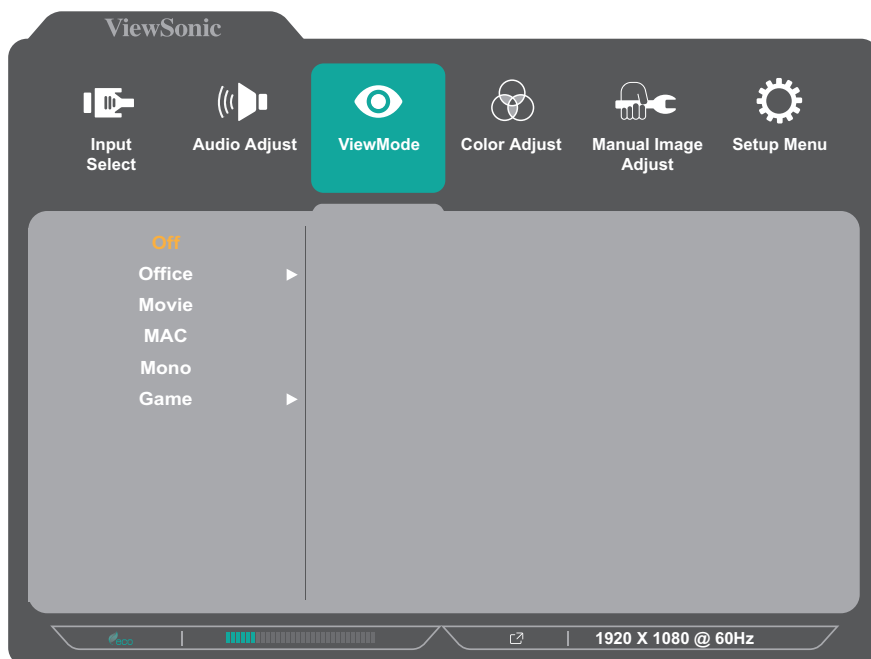 ViewSonic
Input
Select
Audio Adjust
ViewMode
Color Adjust
Manual Image
Adjust
Setup Menu
Off
Office
Movie
MAC
Mono
Game
eco
1920 X 1080 @ 60Hz